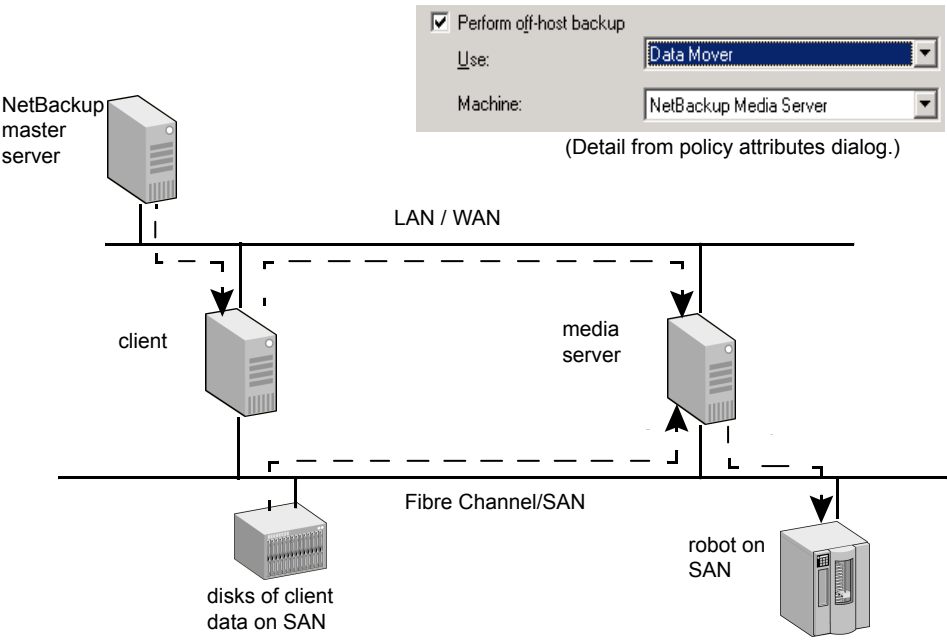 Perform off-host backup
Use:
Data Mover
Machine:
NetBackup Media Server
(Detail from policy attributes dialog.)
NetBackup
master
server
LAN / WAN
client
media
server
Fibre Channel/SAN
disks of client
data on SAN
robot on
SAN